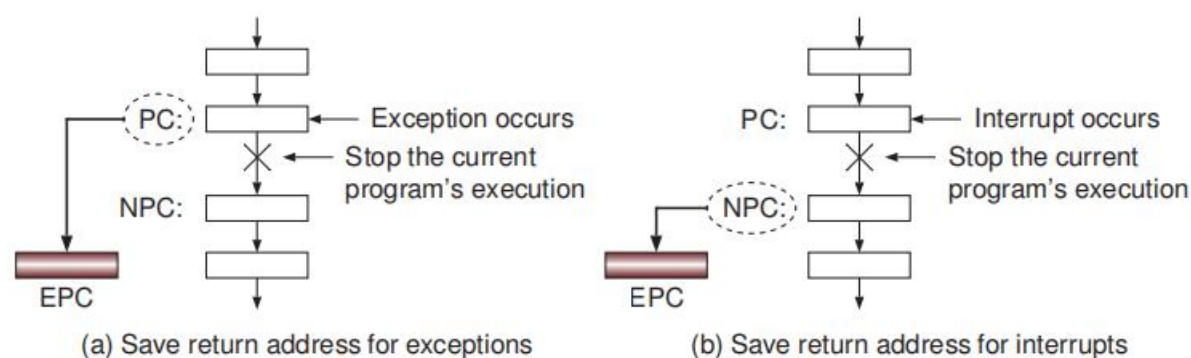 PC:
Exception occurs
Stop the current
program's execution
NPC:
EPC
(a) Save return address for exceptions
PC:
Interrupt occurs
Stop the current
program's execution
NPC:
EPC
(b) Save return address for interrupts